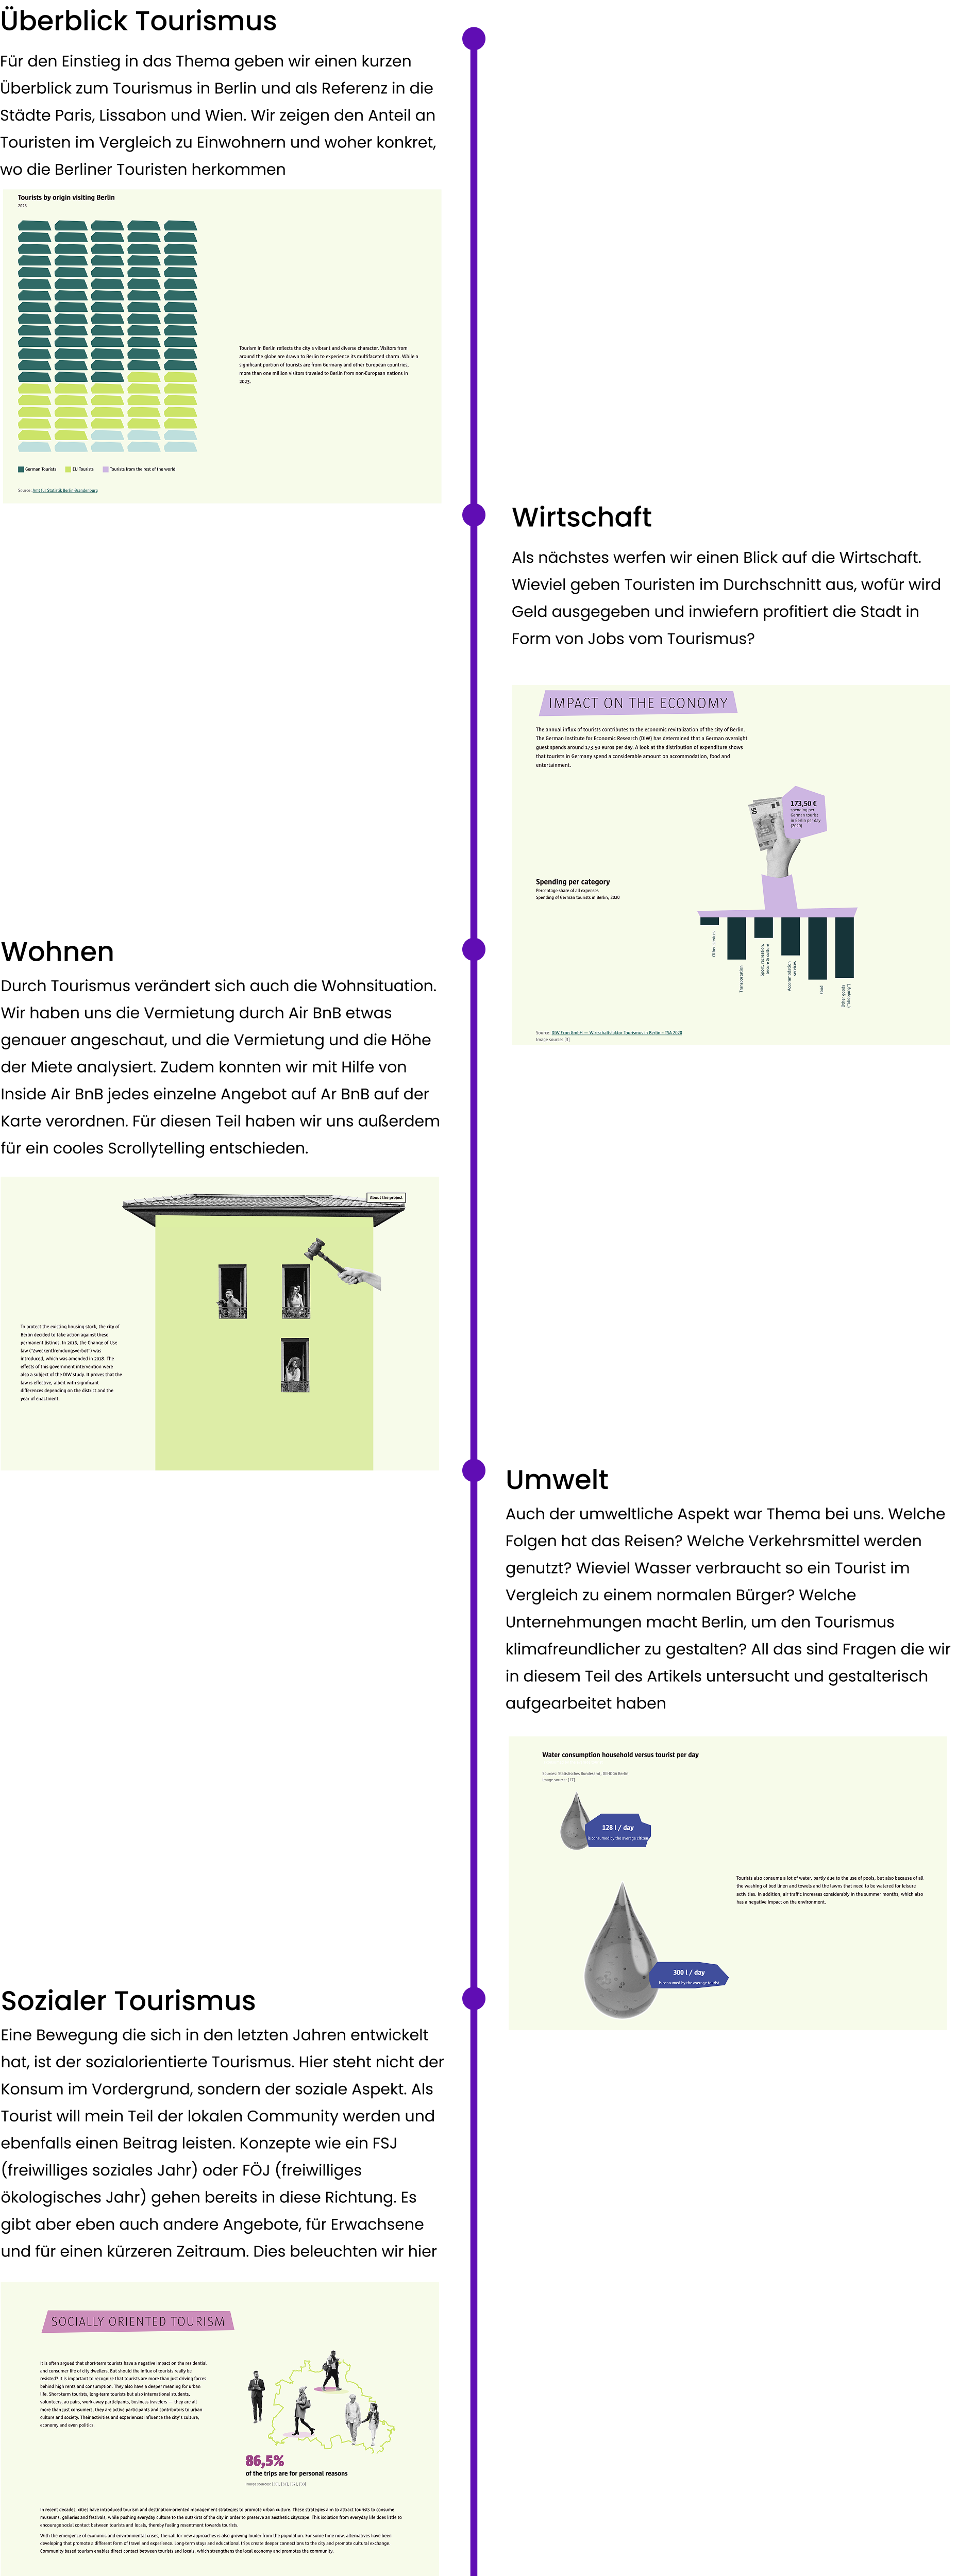 Überblick Tourismus
Für den Einstieg in das Thema geben wir einen kurzen
Überblick zum Tourismus in Berlin und als Referenz in die
Städte Paris, Lissabon und Wien. Wir zeigen den Anteil an
Touristen im Vergleich zu Einwohnern und woher konkret,
wo die Berliner Touristen herkommen
Tourists by origin visiting Berlin
2023
Tourism in Berlin reflects the city's vibrant and diverse character. Visitors from
around the globe are drawn to Berlin to experience its multifaceted charm. While a
significant portion of tourists are from Germany and other European countries,
more than one million visitors traveled to Berlin from non-European nations in
2023.
German Tourists
EU Tourists
Tourists from the rest of the world
Source: Amt für Statistik Berlin-Brandenburg
Wirtschaft
Als nächstes werfen wir einen Blick auf die Wirtschaft.
Wieviel geben Touristen im Durchschnitt aus, wofür wird
Geld ausgegeben und inwiefern profitiert die Stadt in
Form von Jobs vom Tourismus?
IMPACT ON THE ECONOMY
The annual influx of tourists contributes to the economic revitalization of the city of Berlin.
The German Institute for Economic Research (DIW) has determined that a German overnight
guest spends around 173.50 euros per day. A look at the distribution of expenditure shows
that tourists in Germany spend a considerable amount on accommodation, food and
entertainment.
173,50 €
spending per
German tourist
in Berlin per day
(2020)
Spending per category
Percentage share of all expenses
Spending of German tourists in Berlin, 2020
Other services
Transportation
Sport, recreation,
leisure & culture
Accommodation
services
Food
Other goods
("Shopping")
Source: DIW Econ GmbH — Wirtschaftsfaktor Tourismus in Berlin – TSA 2020
Image source: [3]
Wohnen
Durch Tourismus verändert sich auch die Wohnsituation.
Wir haben uns die Vermietung durch Air BnB etwas
genauer angeschaut, und die Vermietung und die Höhe
der Miete analysiert. Zudem konnten wir mit Hilfe von
Inside Air BnB jedes einzelne Angebot auf Ar BnB auf der
Karte verordnen. Für diesen Teil haben wir uns außerdem
für ein cooles Scrollytelling entschieden.
About the project
To protect the existing housing stock, the city of
Berlin decided to take action against these
permanent listings. In 2016, the Change of Use
law ("Zweckentfremdungsverbot") was
introduced, which was amended in 2018. The
effects of this government intervention were
also a subject of the DIW study. It proves that the
law is effective, albeit with significant
differences depending on the district and the
year of enactment.
Umwelt
Auch der umweltliche Aspekt war Thema bei uns. Welche
Folgen hat das Reisen? Welche Verkehrsmittel werden
genutzt? Wieviel Wasser verbraucht so ein Tourist im
Vergleich zu einem normalen Bürger? Welche
Unternehmungen macht Berlin, um den Tourismus
klimafreundlicher zu gestalten? All das sind Fragen die wir
in diesem Teil des Artikels untersucht und gestalterisch
aufgearbeitet haben
Water consumption household versus tourist per day
Sources: Statistisches Bundesamt, DEHOGA Berlin
Image source: [27]
128 l / day
is consumed by the average citizen
Tourists also consume a lot of water, partly due to the use of pools, but also because of all
the washing of bed linen and towels and the lawns that need to be watered for leisure
activities. In addition, air traffic increases considerably in the summer months, which also
has a negative impact on the environment.
300 l / day
is consumed by the average tourist
Sozialer Tourismus
Eine Bewegung die sich in den letzten Jahren entwickelt
hat, ist der sozialorientierte Tourismus. Hier steht nicht der
Konsum im Vordergrund, sondern der soziale Aspekt. Als
Tourist will mein Teil der lokalen Community werden und
ebenfalls einen Beitrag leisten. Konzepte wie ein FSJ
(freiwilliges soziales Jahr) oder FÖJ (freiwilliges
ökologisches Jahr) gehen bereits in diese Richtung. Es
gibt aber eben auch andere Angebote, für Erwachsene
und für einen kürzeren Zeitraum. Dies beleuchten wir hier
SOCIALLY ORIENTED TOURISM
It is often argued that short-term tourists have a negative impact on the residential
and consumer life of city dwellers. But should the influx of tourists really be
resisted? It is important to recognize that tourists are more than just driving forces
behind high rents and consumption. They also have a deeper meaning for urban
life. Short-term tourists, long-term tourists but also international students,
volunteers, au pairs, work-away participants, business travelers — they are all
more than just consumers, they are active participants and contributors to urban
culture and society. Their activities and experiences influence the city's culture,
economy and even politics.
86,5%
of the trips are for personal reasons
In recent decades, cities have introduced tourism and destination-oriented management strategies to promote urban culture. These strategies aim to attract tourists to consume
museums, galleries and festivals, while pushing everyday culture to the outskirts of the city in order to preserve an aesthetic cityscape. This isolation from everyday life does little to
encourage social contact between tourists and locals, thereby fueling resentment towards tourists.
With the emergence of economic and environmental crises, the call for new approaches is also growing louder from the population. For some time now, alternatives have been
developing that promote a different form of travel and experience. Long-term stays and educational trips create deeper connections to the city and promote cultural exchange.
Community-based tourism enables direct contact between tourists and locals, which strengthens the local economy and promotes the community.